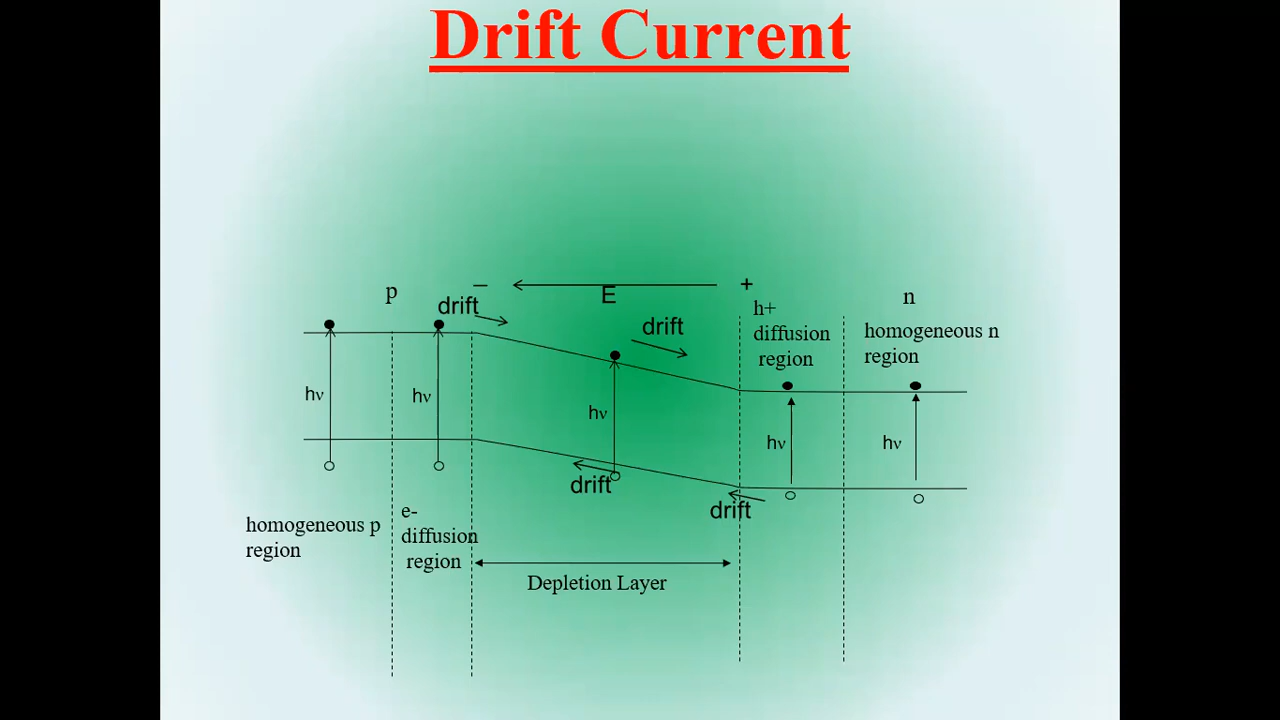 Drift Current
p
–
E
+
n
drift
drift
h+
diffusion
region
homogeneous n
region
hν
hν
hν
hν
hν
drift
drift
homogeneous p
region
e-
diffusion
region
Depletion Layer